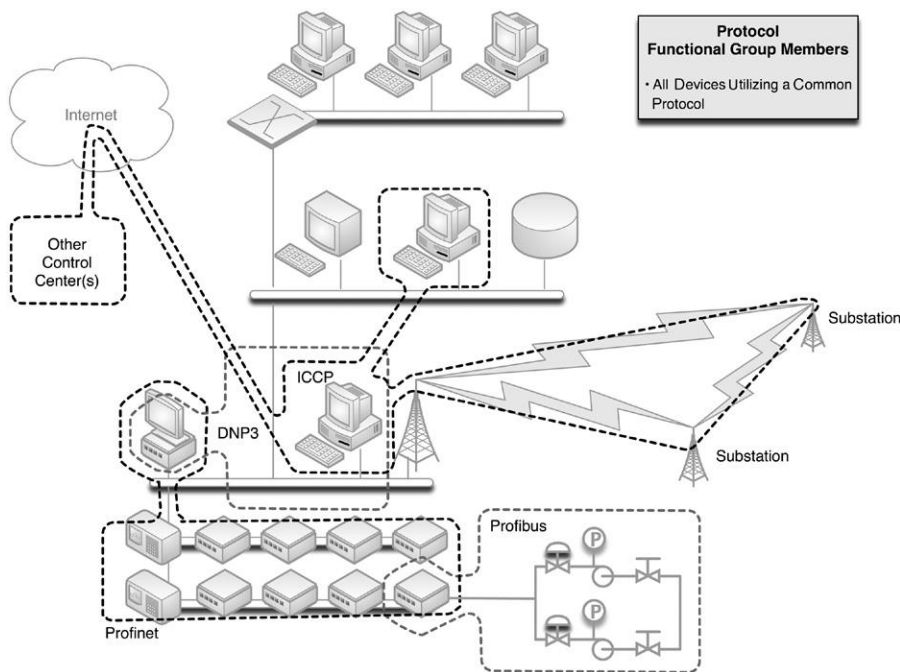 Protocol
Functional Group Members
• All Devices Utilizing a Common
Protocol
Internet
Other
Control
Center(s)
Substation
ICCP
DNP3
Substation
Profibus
P
P
Profinet